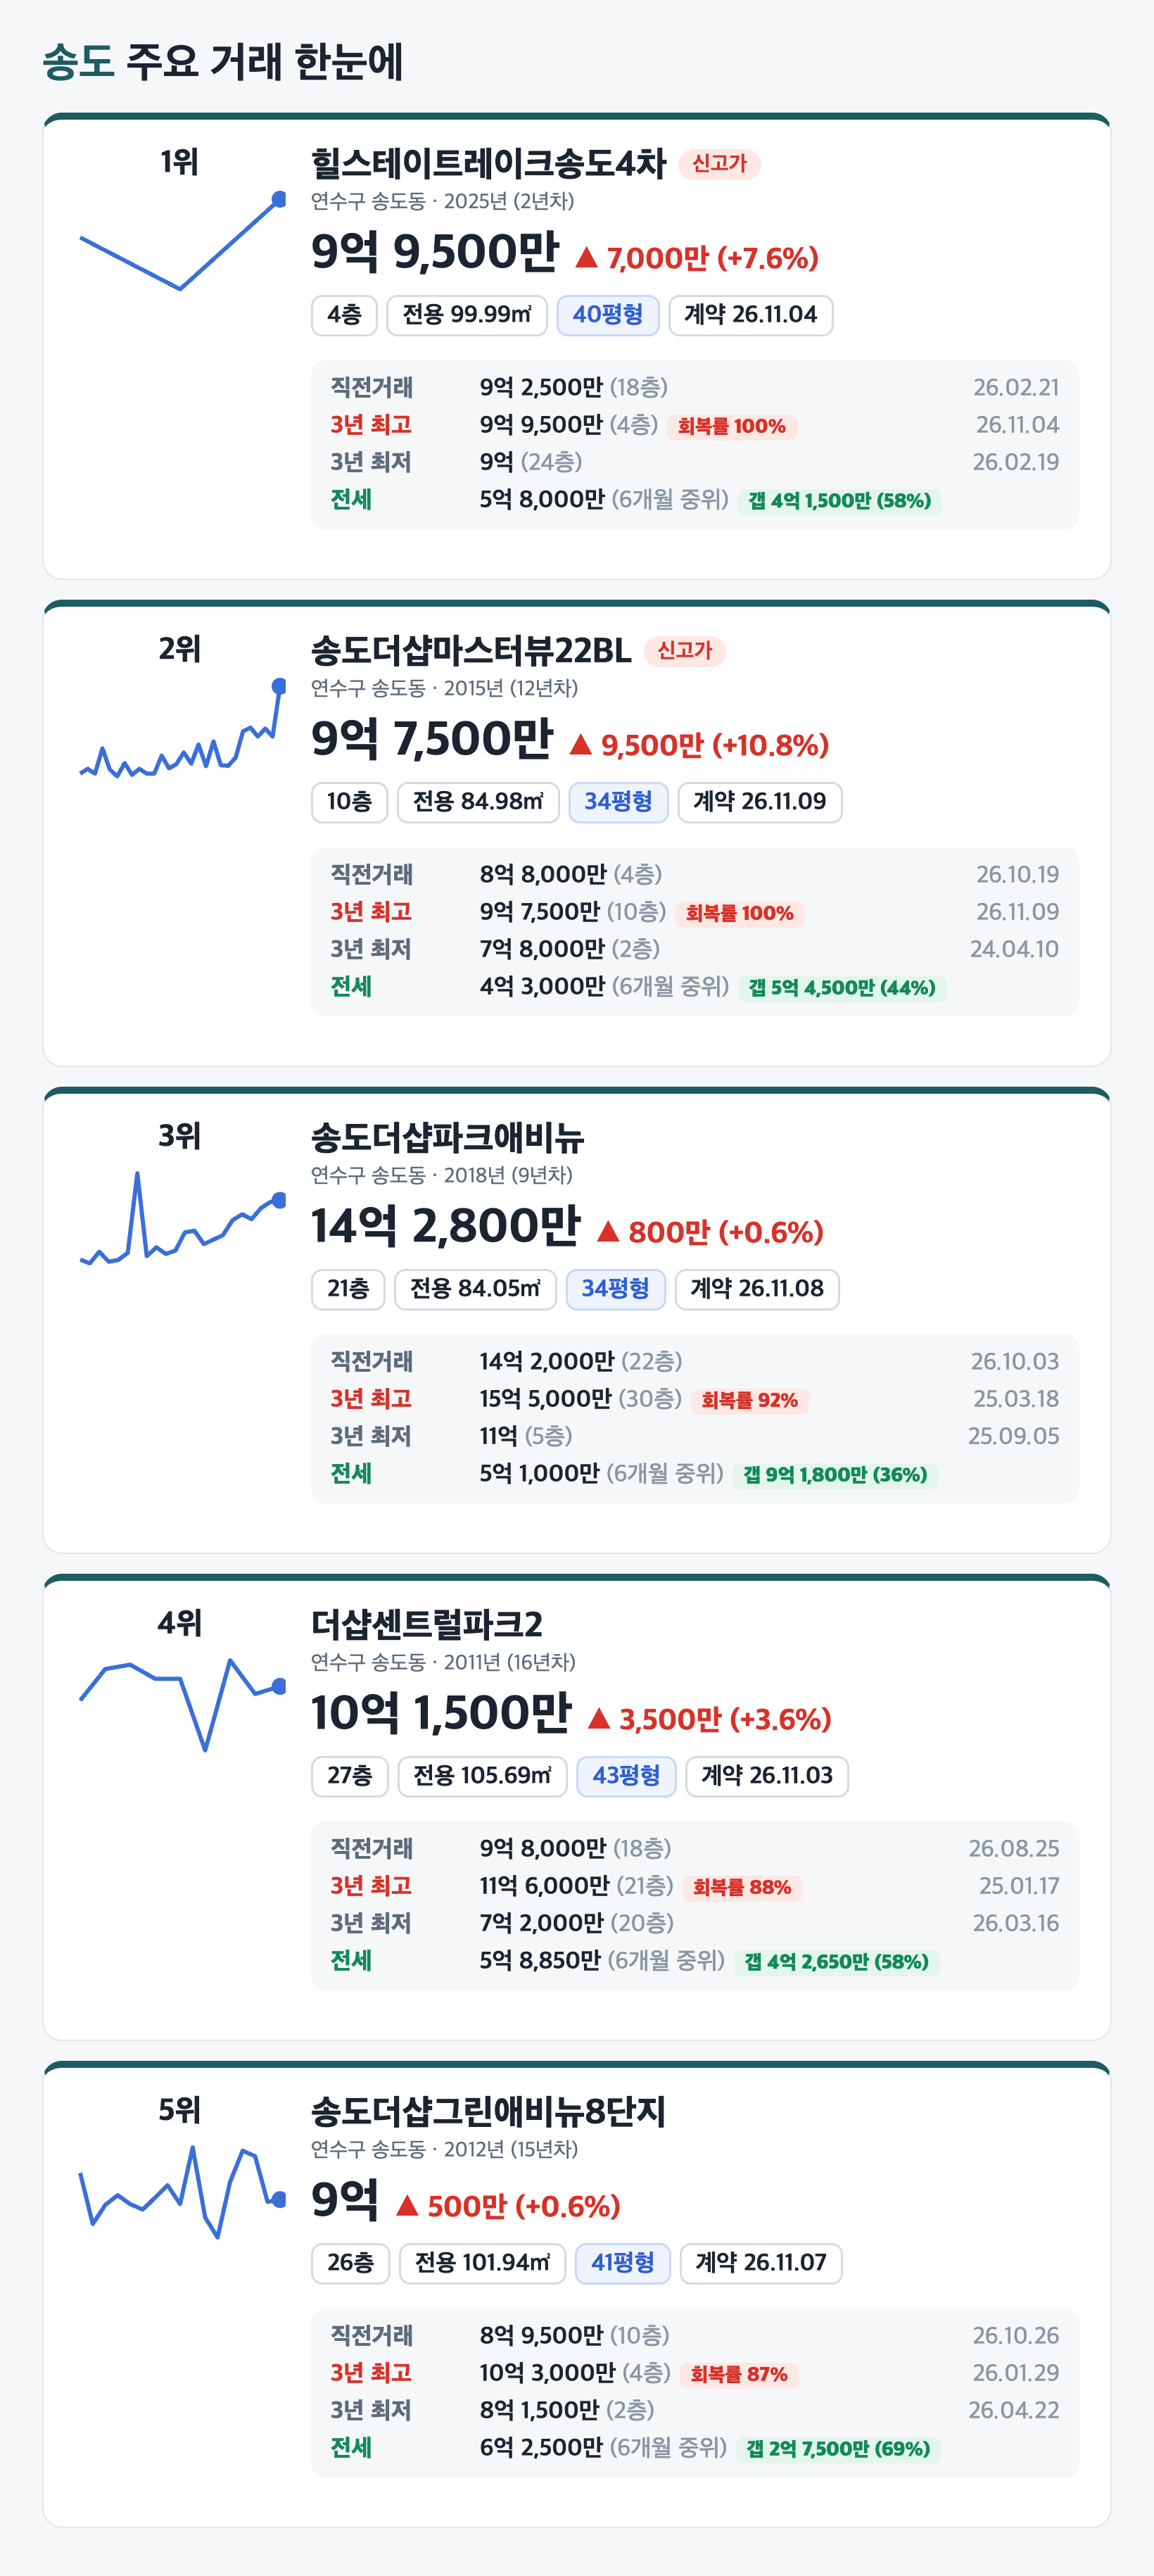 송도 주요 거래 한눈에
1위
힐스테이트레이크송도4차 신고가
연수구 송도동 · 2025년 (2년차)
9억 9,500만 ▲ 7,000만 (+7.6%)
4층 전용 99.99㎡ 40평형 계약 26.11.04
직전거래 9억 2,500만 (18층) 26.02.21
3년 최고 9억 9,500만 (4층) 회복률 100% 26.11.04
3년 최저 9억 (24층) 26.02.19
전세 5억 8,000만 (6개월 중위) 갭 4억 1,500만 (58%)
2위
송도더샵마스터뷰22BL 신고가
연수구 송도동 · 2015년 (12년차)
9억 7,500만 ▲ 9,500만 (+10.8%)
10층 전용 84.98㎡ 34평형 계약 26.11.09
직전거래 8억 8,000만 (4층) 26.10.19
3년 최고 9억 7,500만 (10층) 회복률 100% 26.11.09
3년 최저 7억 8,000만 (2층) 24.04.10
전세 4억 3,000만 (6개월 중위) 갭 5억 4,500만 (44%)
3위
송도더샵파크애비뉴
연수구 송도동 · 2018년 (9년차)
14억 2,800만 ▲ 800만 (+0.6%)
21층 전용 84.05㎡ 34평형 계약 26.11.08
직전거래 14억 2,000만 (22층) 26.10.03
3년 최고 15억 5,000만 (30층) 회복률 92% 25.03.18
3년 최저 11억 (5층) 25.09.05
전세 5억 1,000만 (6개월 중위) 갭 9억 1,800만 (36%)
4위
더샵센트럴파크2
연수구 송도동 · 2011년 (16년차)
10억 1,500만 ▲ 3,500만 (+3.6%)
27층 전용 105.69㎡ 43평형 계약 26.11.03
직전거래 9억 8,000만 (18층) 26.08.25
3년 최고 11억 6,000만 (21층) 회복률 88% 25.01.17
3년 최저 7억 2,000만 (20층) 26.03.16
전세 5억 8,850만 (6개월 중위) 갭 4억 2,650만 (58%)
5위
송도더샵그린애비뉴8단지
연수구 송도동 · 2012년 (15년차)
9억 ▲ 500만 (+0.6%)
26층 전용 101.94㎡ 41평형 계약 26.11.07
직전거래 8억 9,500만 (10층) 26.10.26
3년 최고 10억 3,000만 (4층) 회복률 87% 26.01.29
3년 최저 8억 1,500만 (2층) 26.04.22
전세 6억 2,500만 (6개월 중위) 갭 2억 7,500만 (69%)